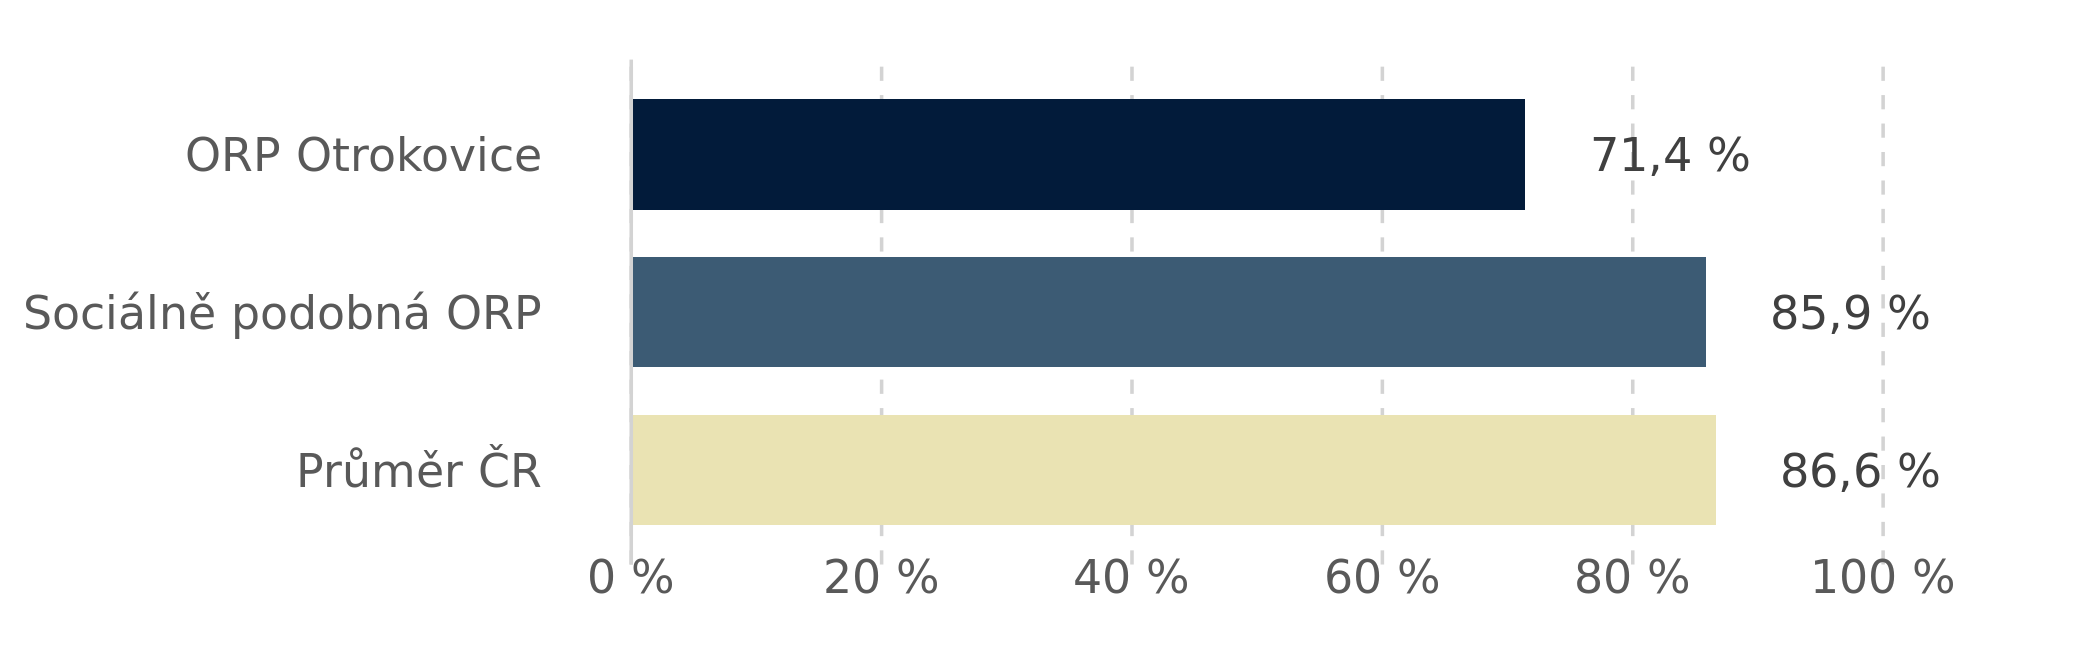 ORP Otrokovice 71,4 %
Sociálně podobná ORP 85,9 %
Průměr ČR 86,6 %
0 % 20 % 40 % 60 % 80 % 100 %